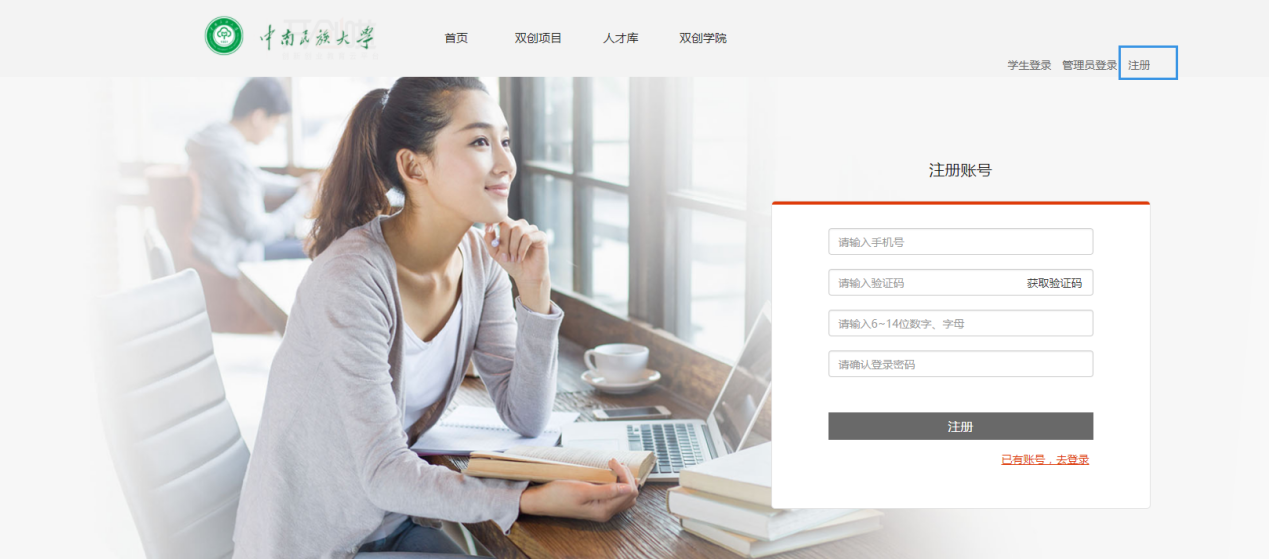 中南民族大学
首页 双创项目 人才库 双创学院
学生登录 管理员登录 注册
注册账号
请输入手机号
请输入验证码 获取验证码
请输入6~14位数字、字母
请确认登录密码
注册
已有账号，去登录